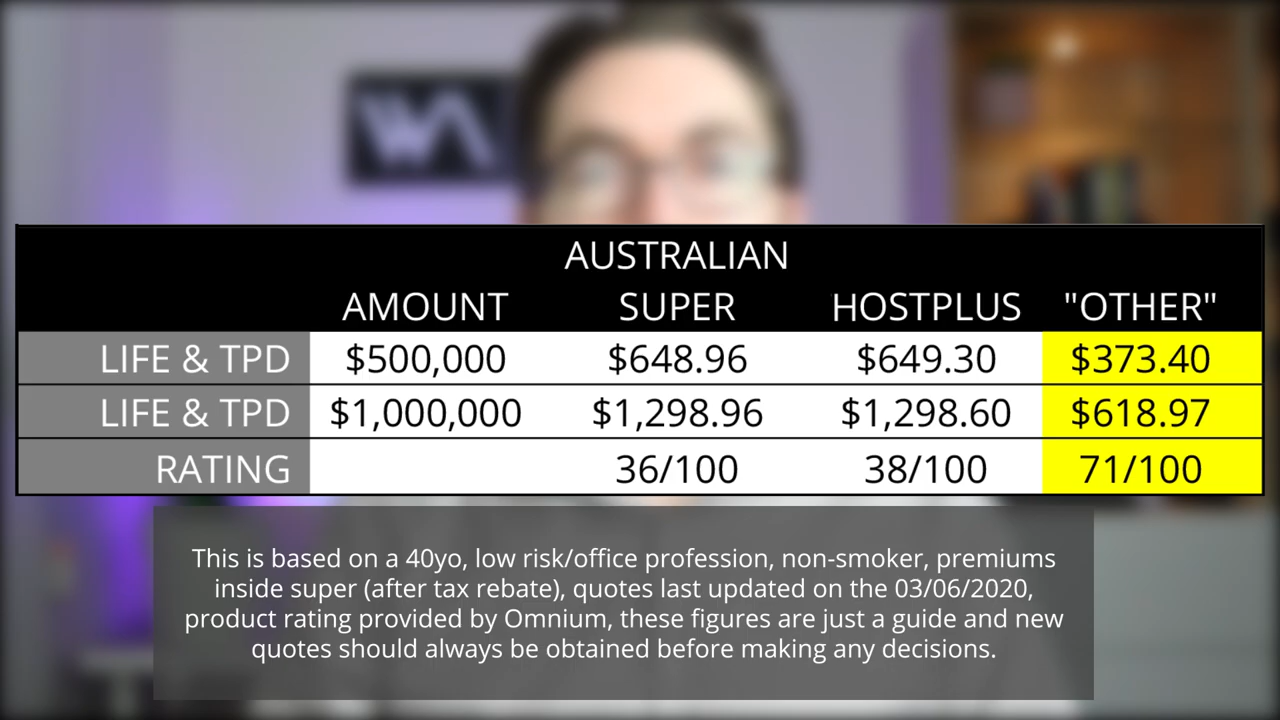 WA
AUSTRALIAN
AMOUNT SUPER HOSTPLUS "OTHER"
LIFE & TPD $500,000 $648.96 $649.30 $373.40
LIFE & TPD $1,000,000 $1,298.96 $1,298.60 $618.97
RATING 36/100 38/100 71/100
This is based on a 40yo, low risk/office profession, non-smoker, premiums
inside super (after tax rebate), quotes last updated on the 03/06/2020,
product rating provided by Omnium, these figures are just a guide and new
quotes should always be obtained before making any decisions.